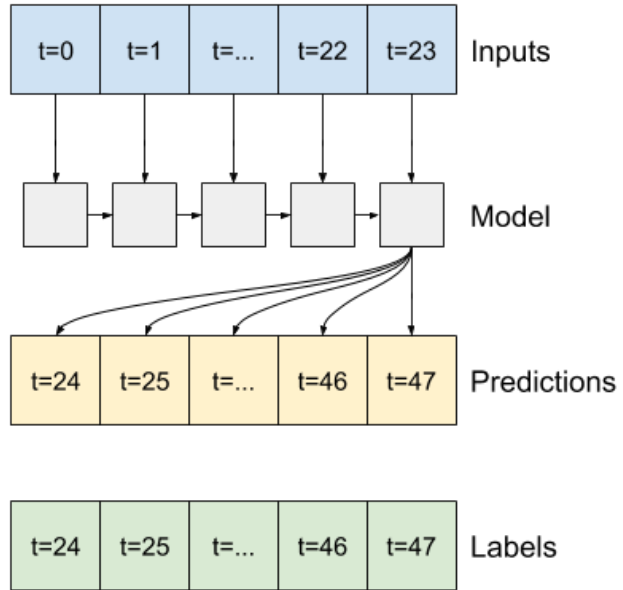 t=0 t=1 t=... t=22 t=23 Inputs
Model
t=24 t=25 t=... t=46 t=47 Predictions
t=24 t=25 t=... t=46 t=47 Labels